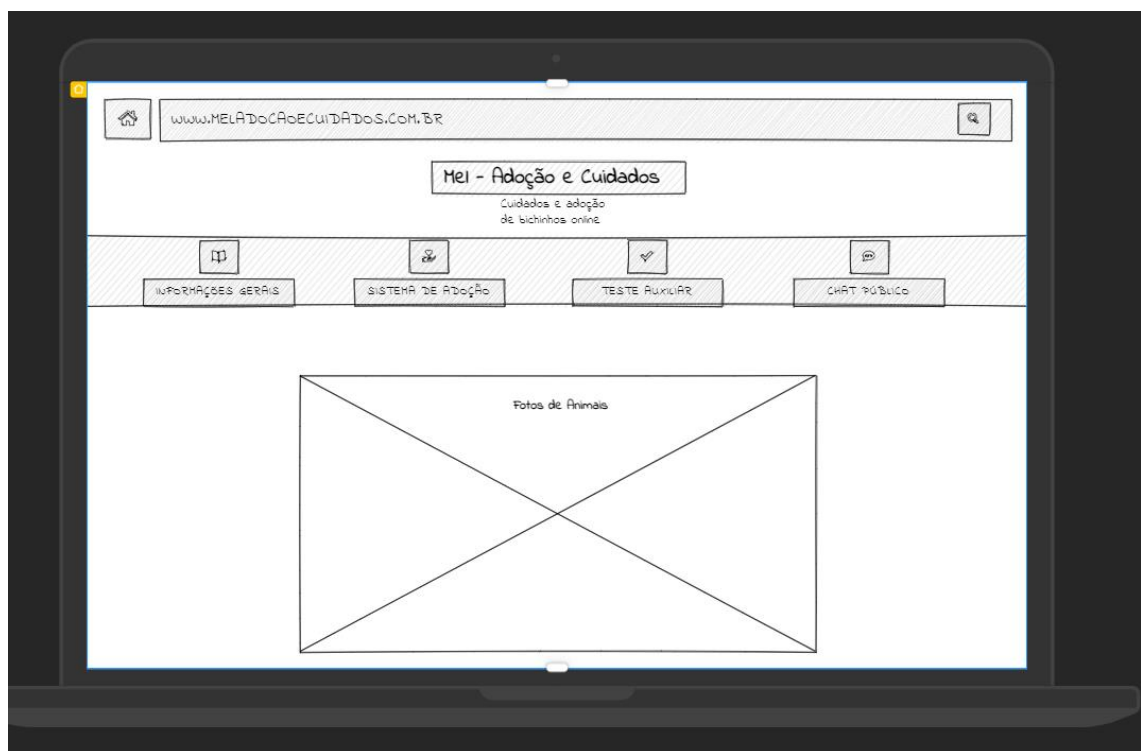 WWW.MELADOCAOECUIDADOS.COM.BR
Mel - Adoção e Cuidados
Cuidados e adoção
de bichinhos online
INFORMAÇÕES GERAIS
SISTEMA DE ADOÇÃO
TESTE AUXILIAR
CHAT PÚBLICO
Fotos de Animais